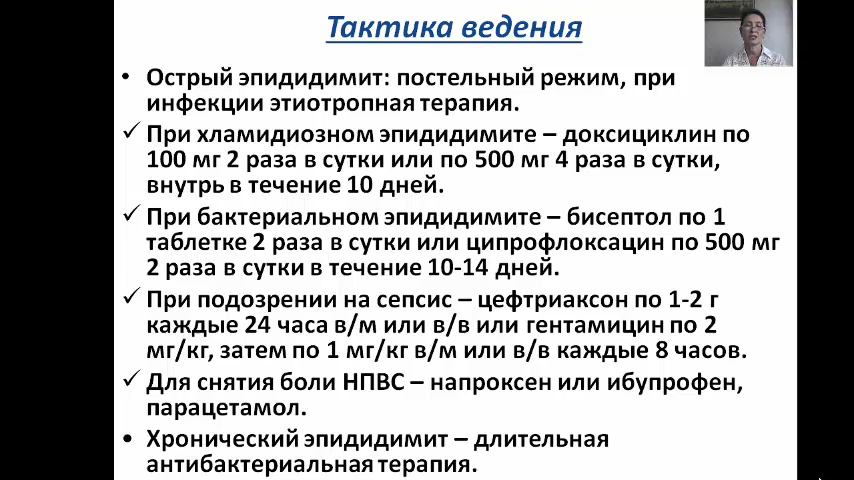 Тактика ведения
• Острый эпидидимит: постельный режим, при
инфекции этиотропная терапия.
✓ При хламидиозном эпидидимите – доксициклин по
100 мг 2 раза в сутки или по 500 мг 4 раза в сутки,
внутрь в течение 10 дней.
✓ При бактериальном эпидидимите – бисептол по 1
таблетке 2 раза в сутки или ципрофлоксацин по 500 мг
2 раза в сутки в течение 10-14 дней.
✓ При подозрении на сепсис – цефтриаксон по 1-2 г
каждые 24 часа в/м или в/в или гентамицин по 2
мг/кг, затем по 1 мг/кг в/м или в/в каждые 8 часов.
✓ Для снятия боли НПВС – напроксен или ибупрофен,
парацетамол.
• Хронический эпидидимит – длительная
антибактериальная терапия.